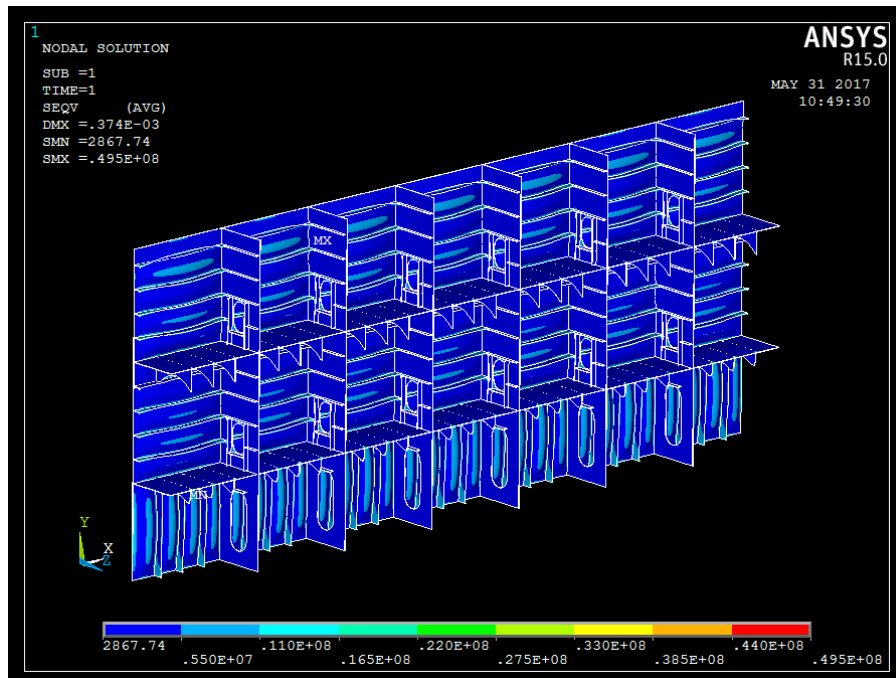 1
NODAL SOLUTION
SUB =1
TIME=1
SEQV (AVG)
DMX =.374E-03
SMN =2867.74
SMX =.495E+08
ANSYS
R15.0
MAY 31 2017
10:49:30
MX
MN
Y
X
Z
2867.74 .110E+08 .220E+08 .330E+08 .440E+08
.550E+07 .165E+08 .275E+08 .385E+08 .495E+08